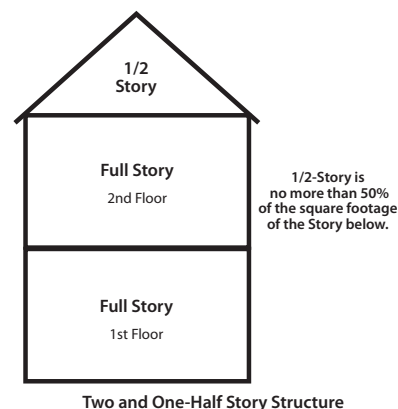 1/2
Story
Full Story
2nd Floor
1/2-Story is
no more than 50%
of the square footage
of the Story below.
Full Story
1st Floor
Two and One-Half Story Structure